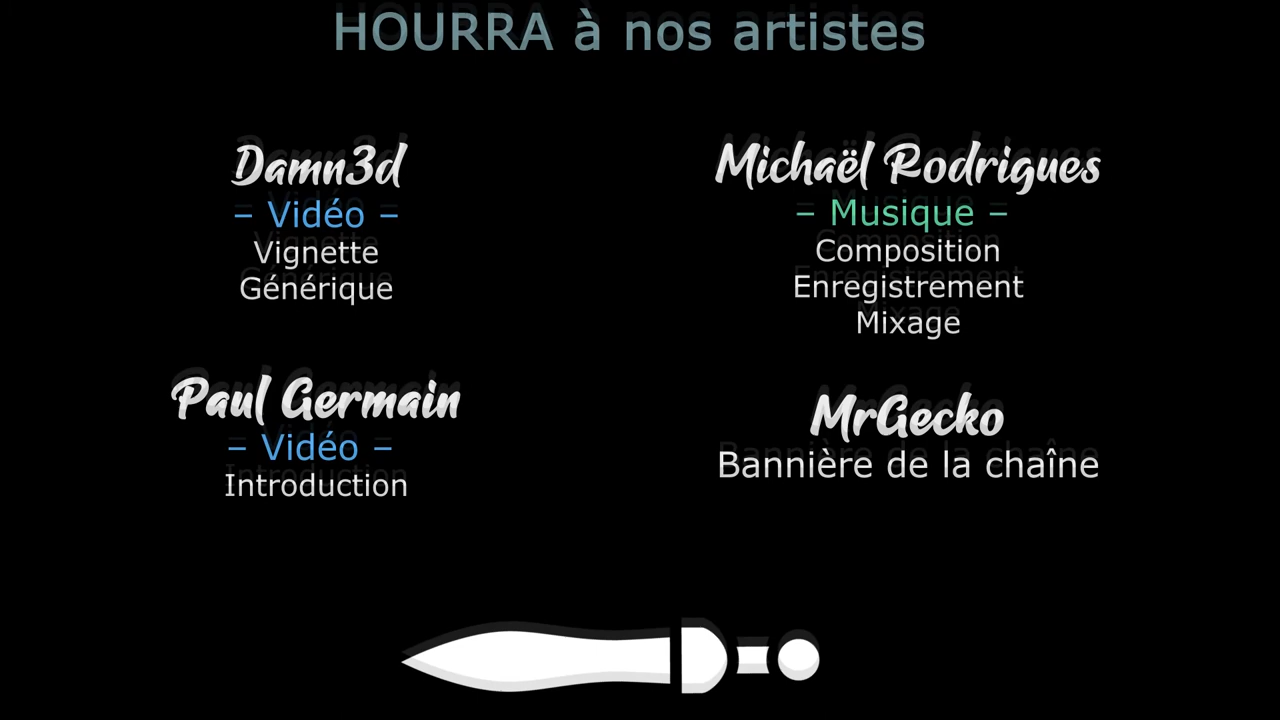 HOURRA à nos artistes
Damn3d
– Vidéo –
Vignette
Générique
Michaël Rodrigues
– Musique –
Composition
Enregistrement
Mixage
Paul Germain
– Vidéo –
Introduction
MrGecko
Bannière de la chaîne